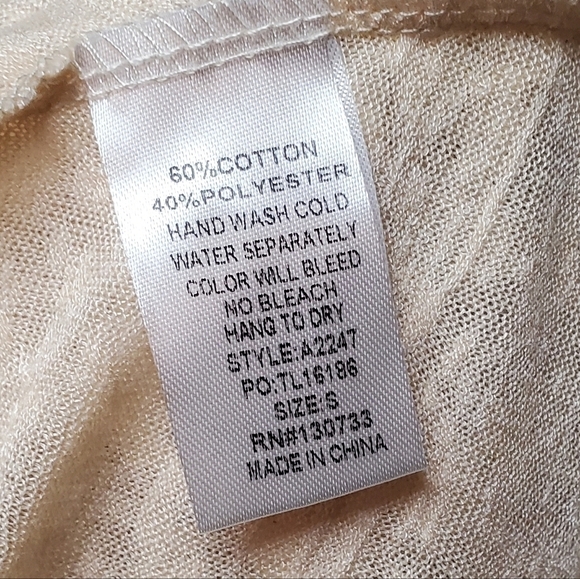 60%COTTON
40%POLYESTER
HAND WASH COLD
WATER SEPARATELY
COLOR WILL BLEED
NO BLEACH
HANG TO DRY
STYLE:A2247
PO:TL16186
SIZE:S
RN#130733
MADE IN CHINA